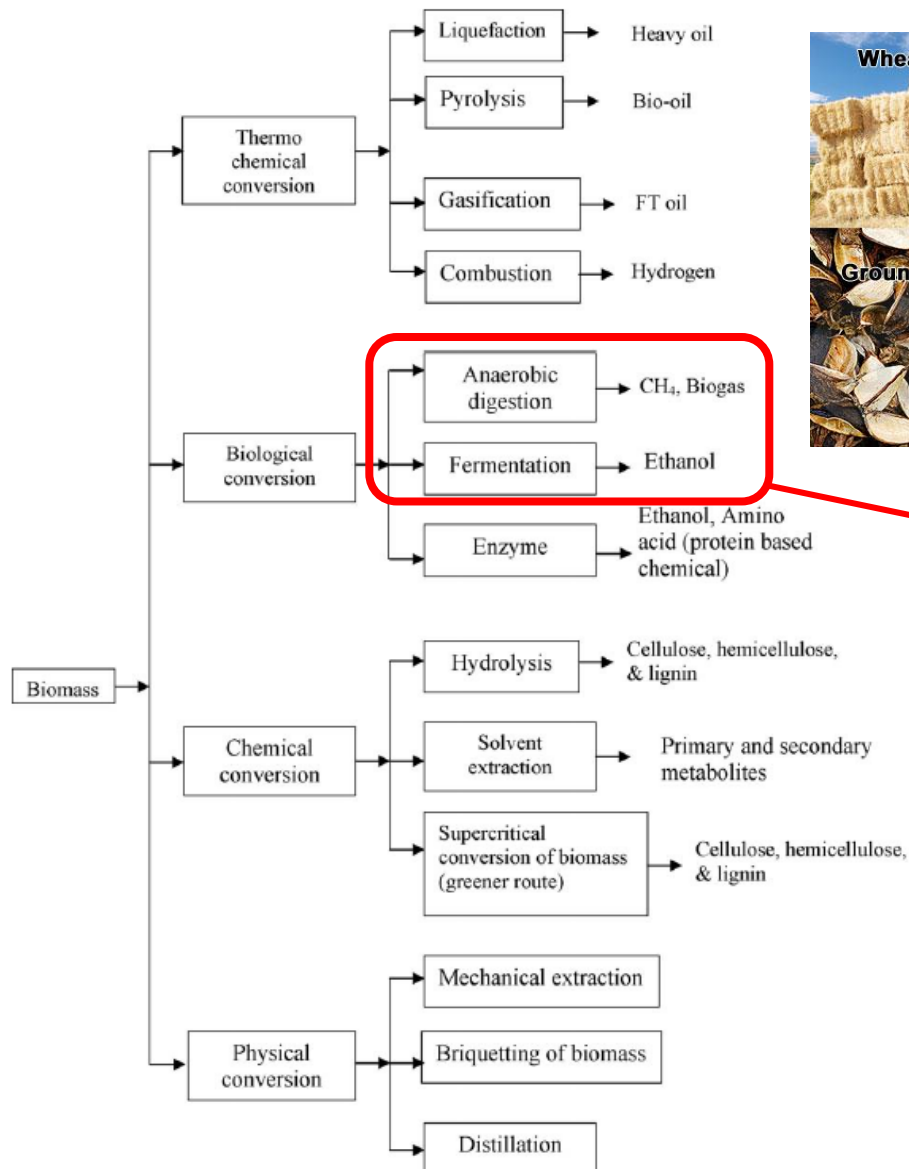 Liquefaction
Heavy oil
Pyrolysis
Bio-oil
Thermo
chemical
conversion
Gasification
FT oil
Combustion
Hydrogen
Anaerobic
digestion
CH₄, Biogas
Biological
conversion
Fermentation
Ethanol
Enzyme
Ethanol, Amino
acid (protein based
chemical)
Biomass
Hydrolysis
Cellulose, hemicellulose,
& lignin
Chemical
conversion
Solvent
extraction
Primary and secondary
metabolites
Supercritical
conversion of biomass
(greener route)
Cellulose, hemicellulose,
& lignin
Mechanical extraction
Physical
conversion
Briquetting of biomass
Distillation